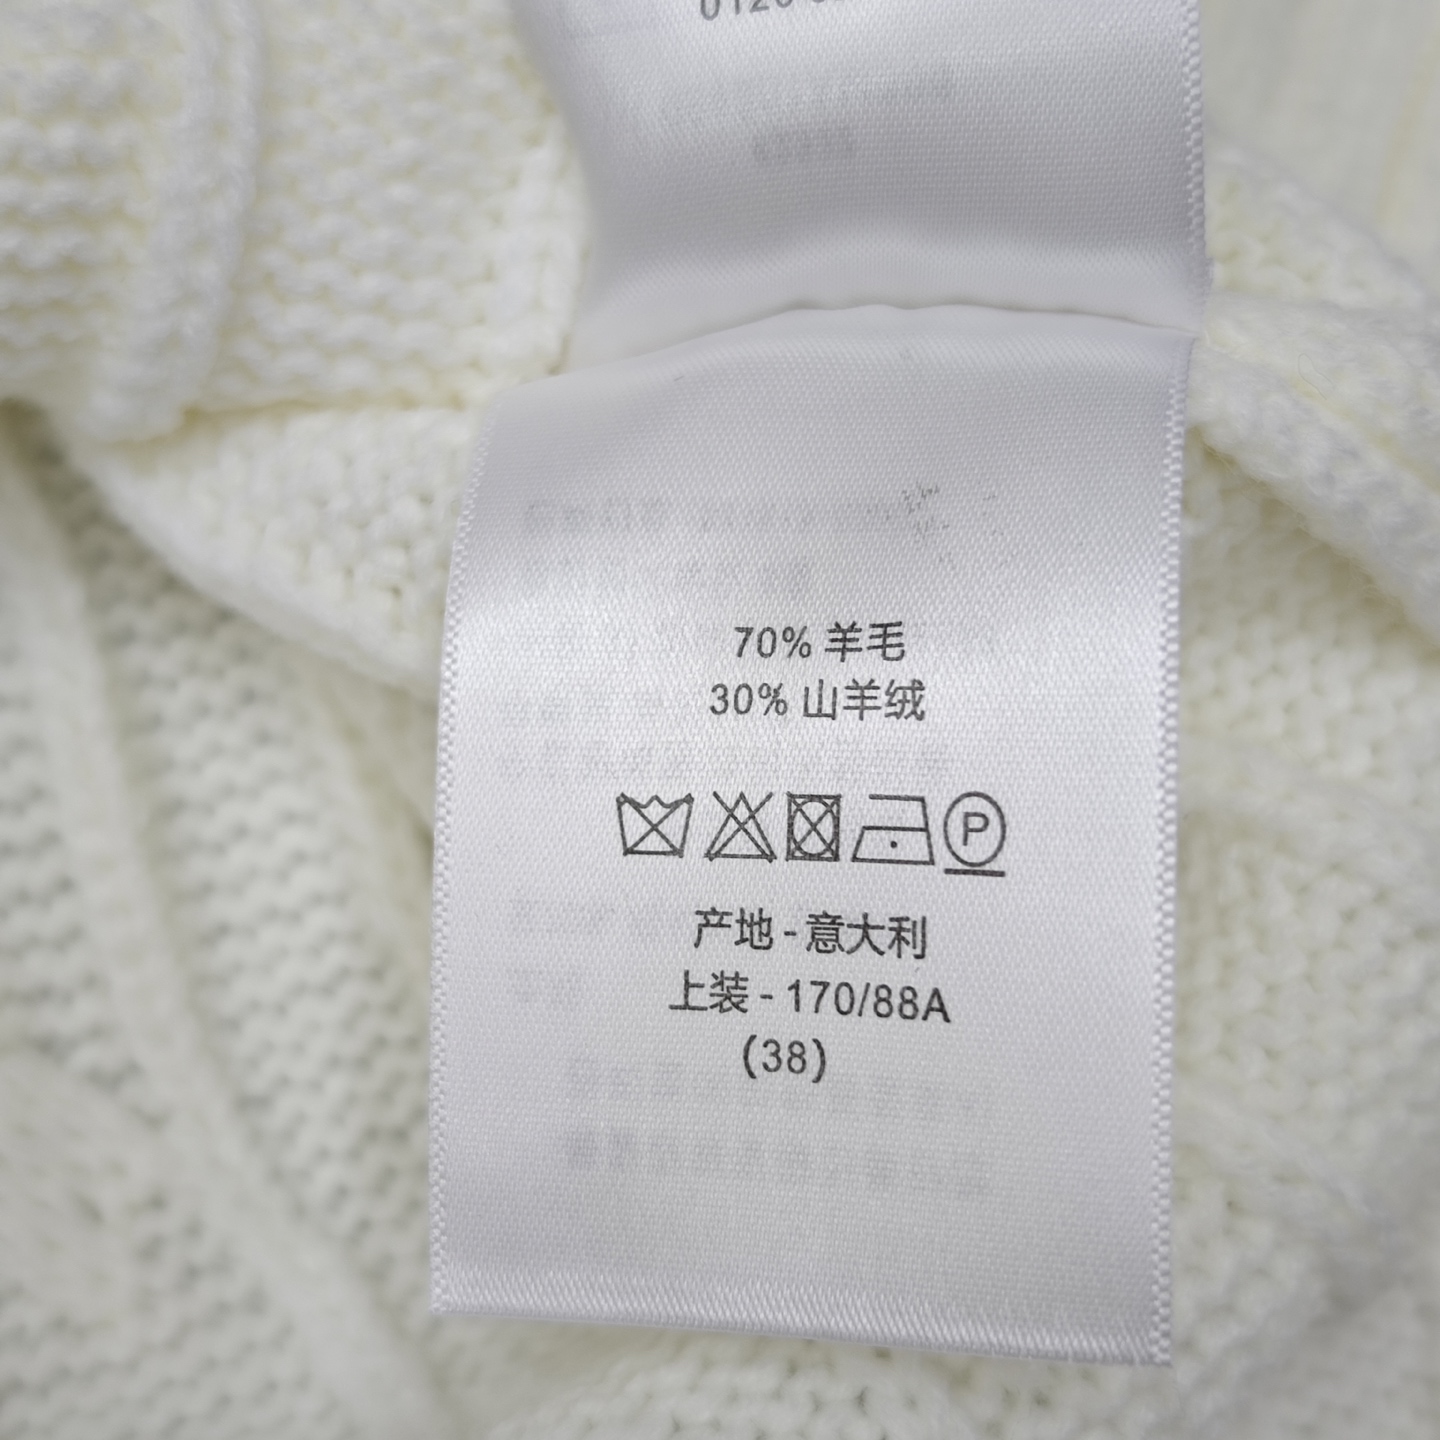 70% 羊毛
30% 山羊绒
P
产地 - 意大利
上装 - 170/88A
(38)